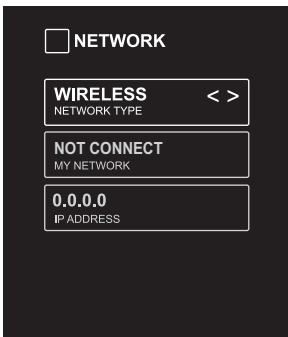 NETWORK
WIRELESS < >
NETWORK TYPE
NOT CONNECT
MY NETWORK
0.0.0.0
IP ADDRESS